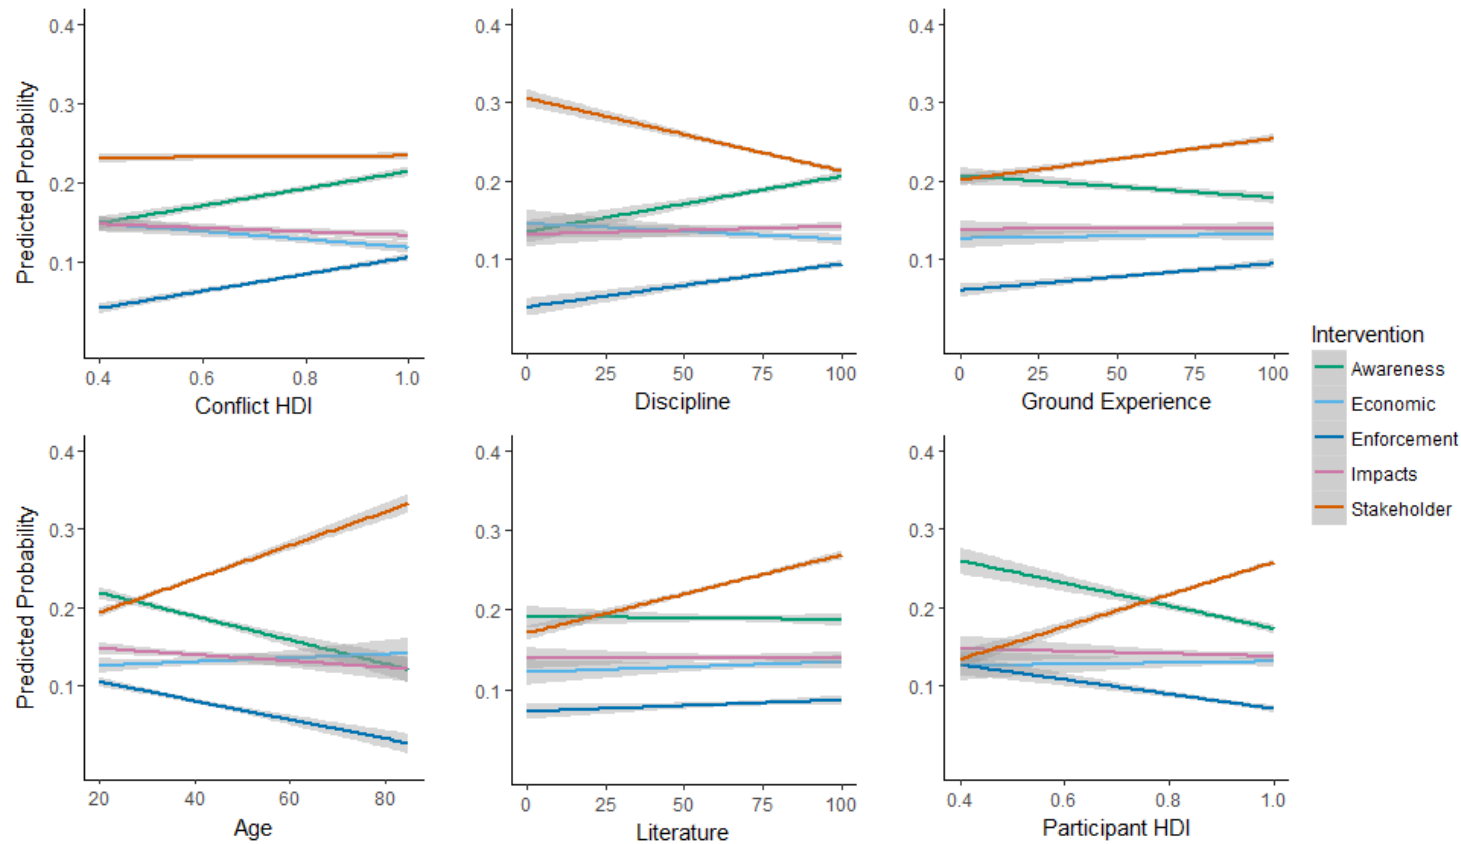 Predicted Probability
0.4
0.3
0.2
0.1
0.4 0.6 0.8 1.0
Conflict HDI
0.4
0.3
0.2
0.1
0 25 50 75 100
Discipline
0.4
0.3
0.2
0.1
0 25 50 75 100
Ground Experience
Predicted Probability
0.4
0.3
0.2
0.1
20 40 60 80
Age
0.4
0.3
0.2
0.1
0 25 50 75 100
Literature
0.4
0.3
0.2
0.1
0.4 0.6 0.8 1.0
Participant HDI
Intervention
Awareness
Economic
Enforcement
Impacts
Stakeholder